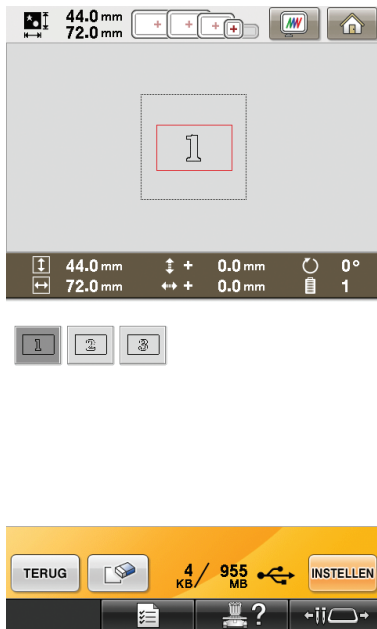 44.0 mm
72.0 mm
1
44.0 mm + 0.0 mm 0°
72.0 mm + 0.0 mm 1
1 2 3
TERUG 4 KB / 955 MB INSTELLEN
?